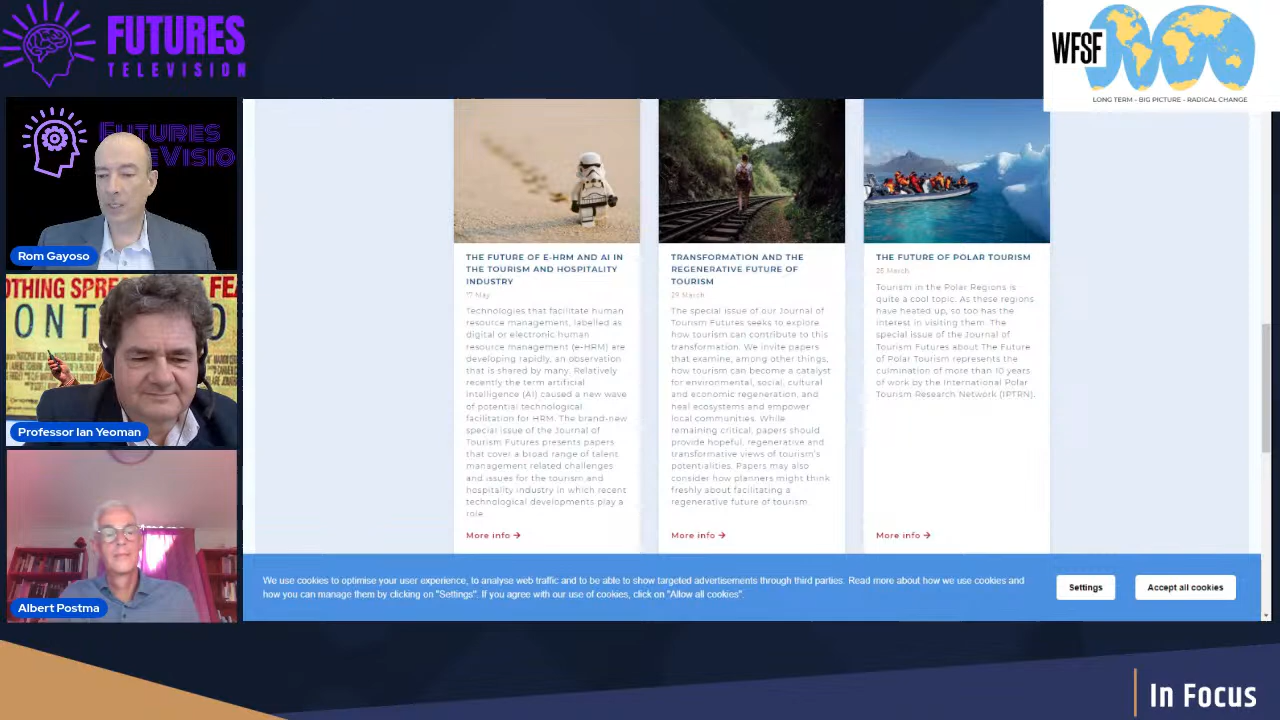 FUTURES
TELEVISION
WFSF
LONG TERM - BIG PICTURE - RADICAL CHANGE
FUTURES
Rom Gayoso
OTHING SPRE
FEA
ONT
Professor Ian Yeoman
Albert Postma
THE FUTURE OF E-HRM AND AI IN
THE TOURISM AND HOSPITALITY
INDUSTRY
17 May
Technologies that facilitate human
resource management, labelled as
digital or electronic human
resource management (e-HRM) are
developing rapidly, an observation
that is shared by many. Relatively
recently the term artificial
intelligence (AI) caused a new wave
of potential technological
facilitation for HRM. The brand-new
special issue of the Journal of
Tourism Futures presents papers
that cover a broad range of talent
management related challenges
and issues for the tourism and
hospitality industry in which recent
technological developments play a
role.
More info →
TRANSFORMATION AND THE
REGENERATIVE FUTURE OF
TOURISM
29 March
The special issue of our Journal of
Tourism Futures seeks to explore
how tourism can contribute to this
transformation. We invite papers
that examine, among other things,
how tourism can become a catalyst
for environmental, social, cultural
and economic regeneration, and
heal ecosystems and empower
local communities. While
remaining critical, papers should
provide hopeful, regenerative and
transformative views of tourism's
potentialities. Papers may also
consider how planners might think
freshly about facilitating a
regenerative future of tourism.
More info →
THE FUTURE OF POLAR TOURISM
25 March
Tourism in the Polar Regions is
quite a cool topic. As these regions
have heated up, so too has the
interest in visiting them. The
special issue of the Journal of
Tourism Futures about The Future
of Polar Tourism represents the
culmination of more than 10 years
of work by the International Polar
Tourism Research Network (IPTRN).
More info →
We use cookies to optimise your user experience, to analyse web traffic and to be able to show targeted advertisements through third parties. Read more about how we use cookies and
how you can manage them by clicking on "Settings". If you agree with our use of cookies, click on "Allow all cookies".
Settings
Accept all cookies
In Focus